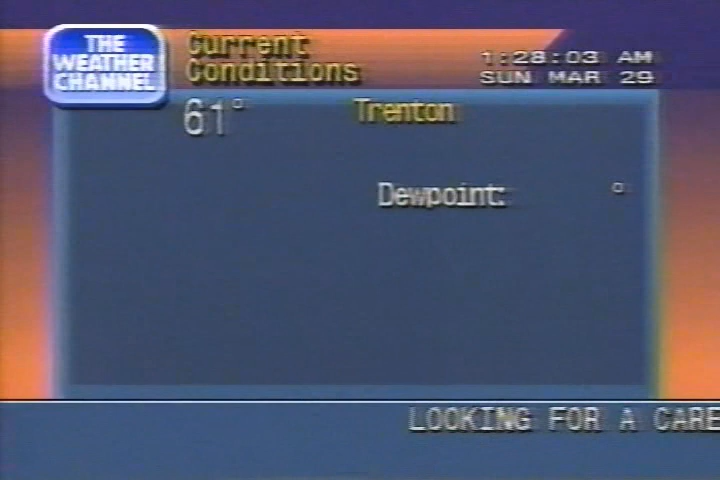 THE
WEATHER
CHANNEL
Current
Conditions
1:28:03 AM
SUN MAR 29
61°
Trenton
Dewpoint: °
LOOKING FOR A CARE